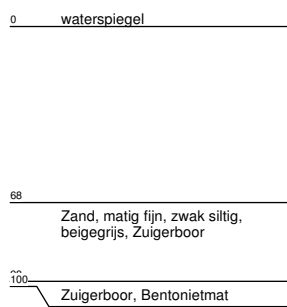 0 waterspiegel
68
Zand, matig fijn, zwak siltig,
beigegrijs, Zuigerboor
100
Zuigerboor, Bentonietmat